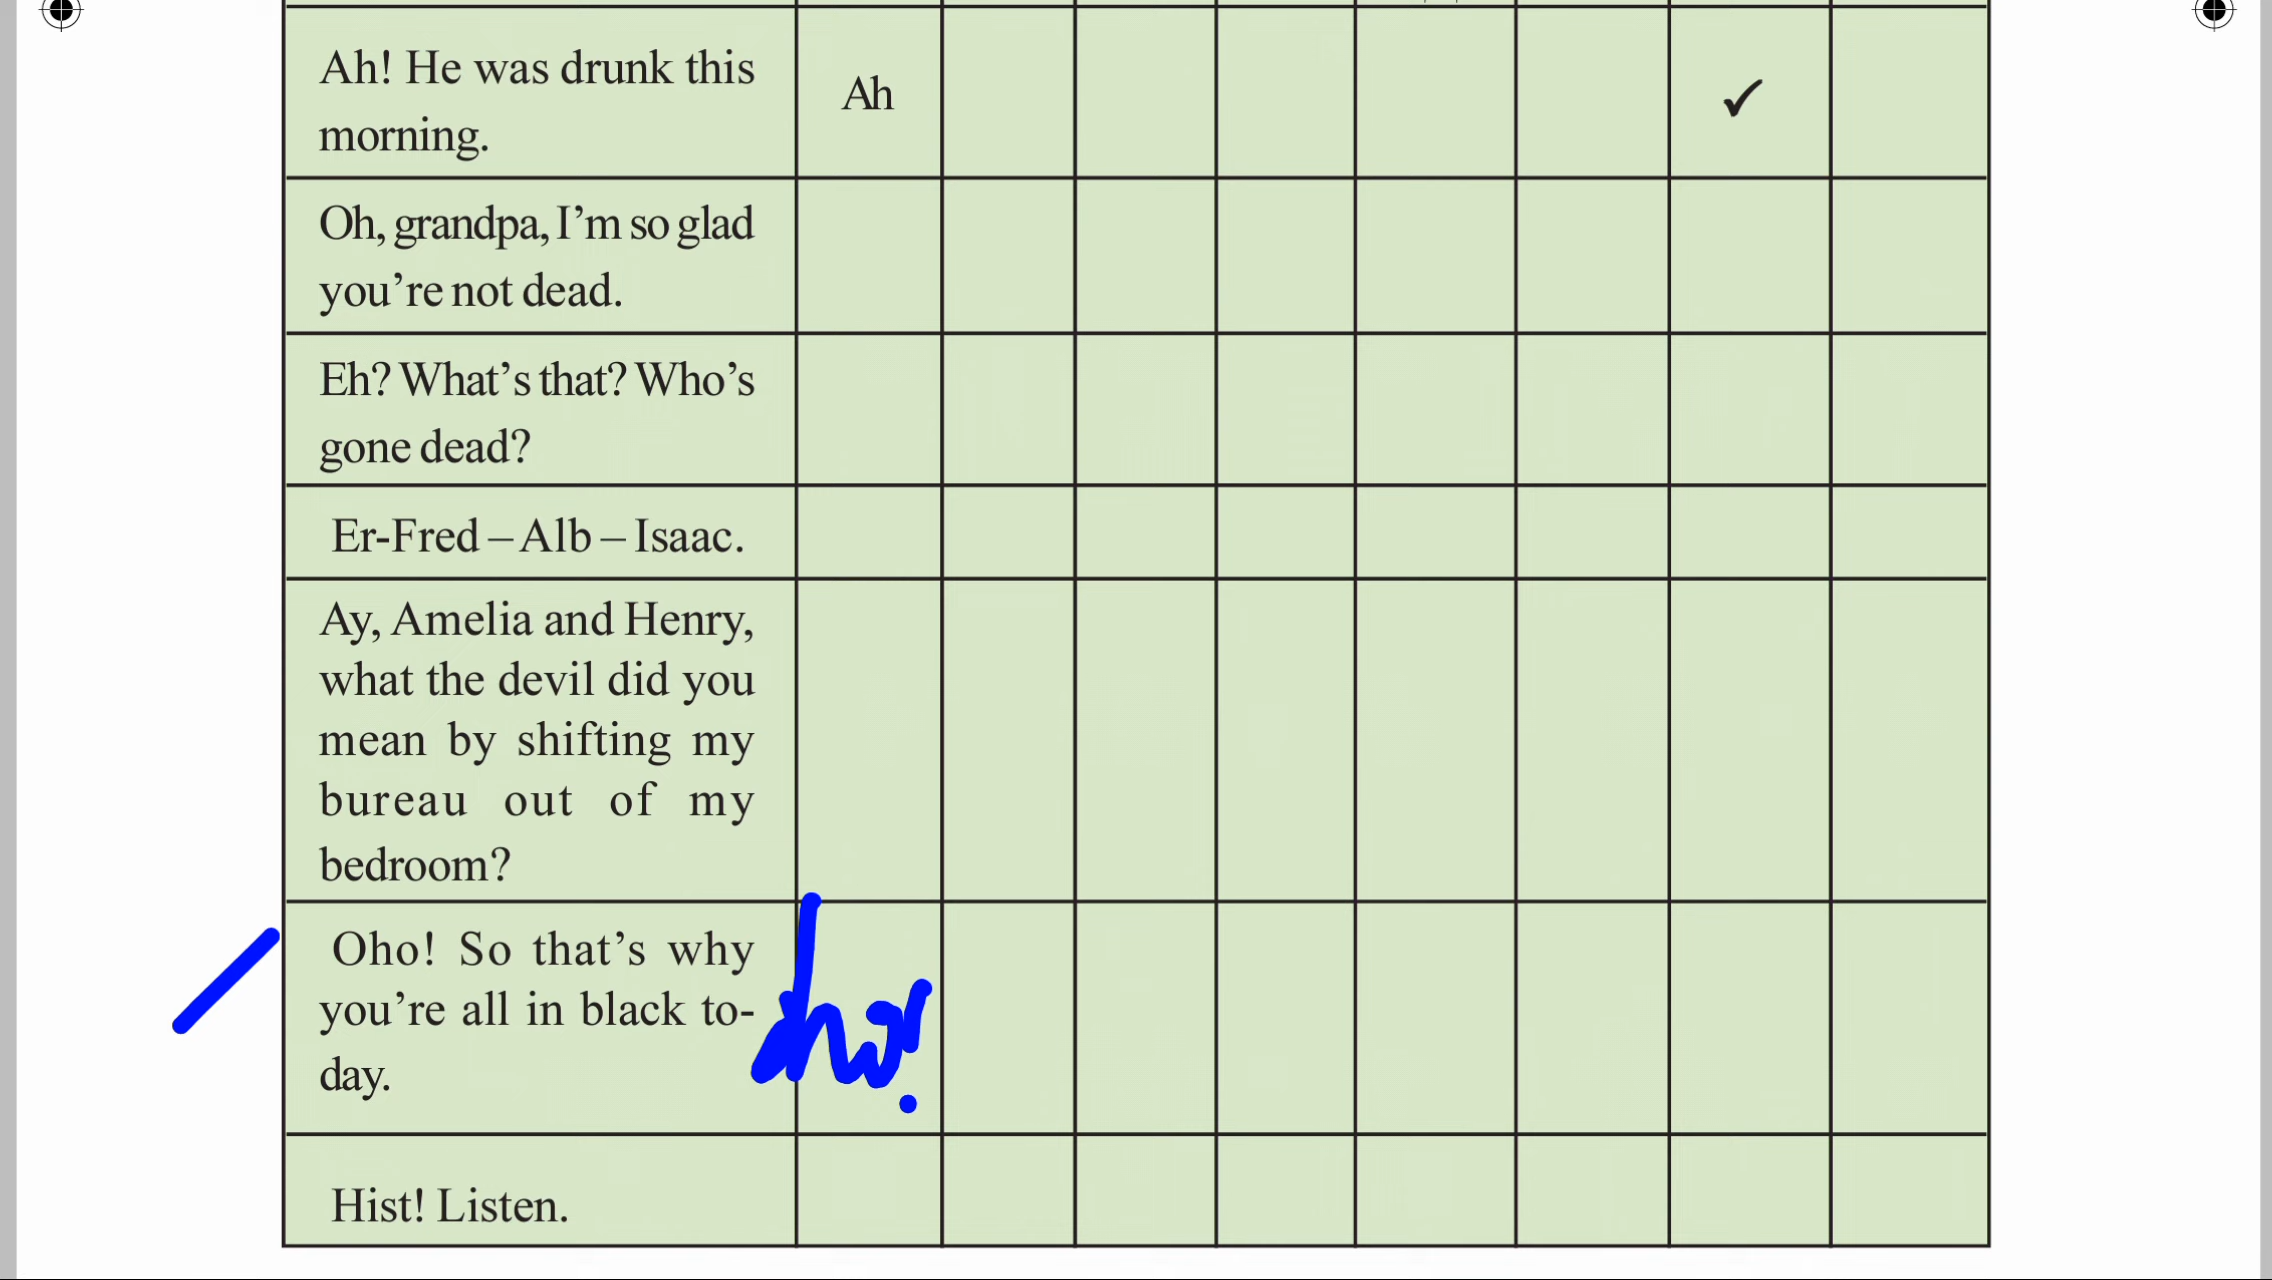 Ah! He was drunk this
morning.
Ah
✓
Oh, grandpa, I’m so glad
you’re not dead.
Eh? What’s that? Who’s
gone dead?
Er-Fred – Alb – Isaac.
Ay, Amelia and Henry,
what the devil did you
mean by shifting my
bureau out of my
bedroom?
Oho! So that’s why
you’re all in black to-
day.
Hist! Listen.